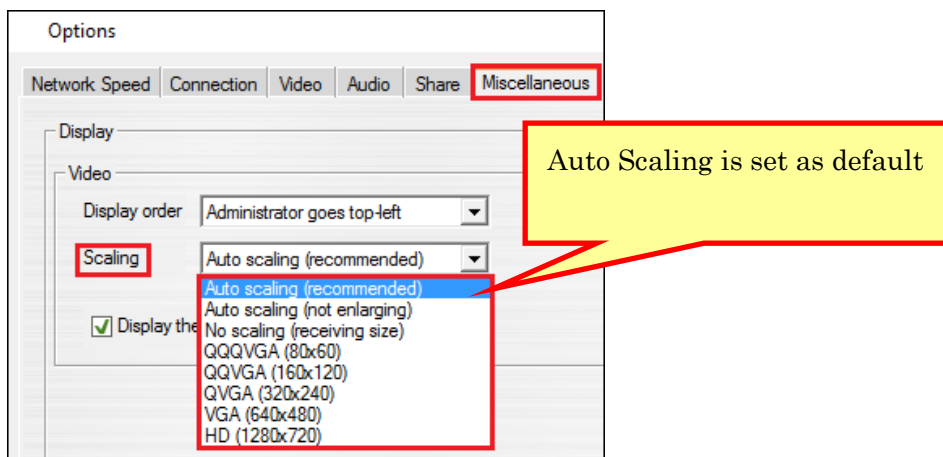 Options
Network Speed Connection Video Audio Share Miscellaneous
Display
Video
Display order Administrator goes top-left
Scaling Auto scaling (recommended)
Auto scaling (recommended)
Auto scaling (not enlarging)
Display the
No scaling (receiving size)
QQQVGA (80x60)
QQVGA (160x120)
QVGA (320x240)
VGA (640x480)
HD (1280x720)
Auto Scaling is set as default